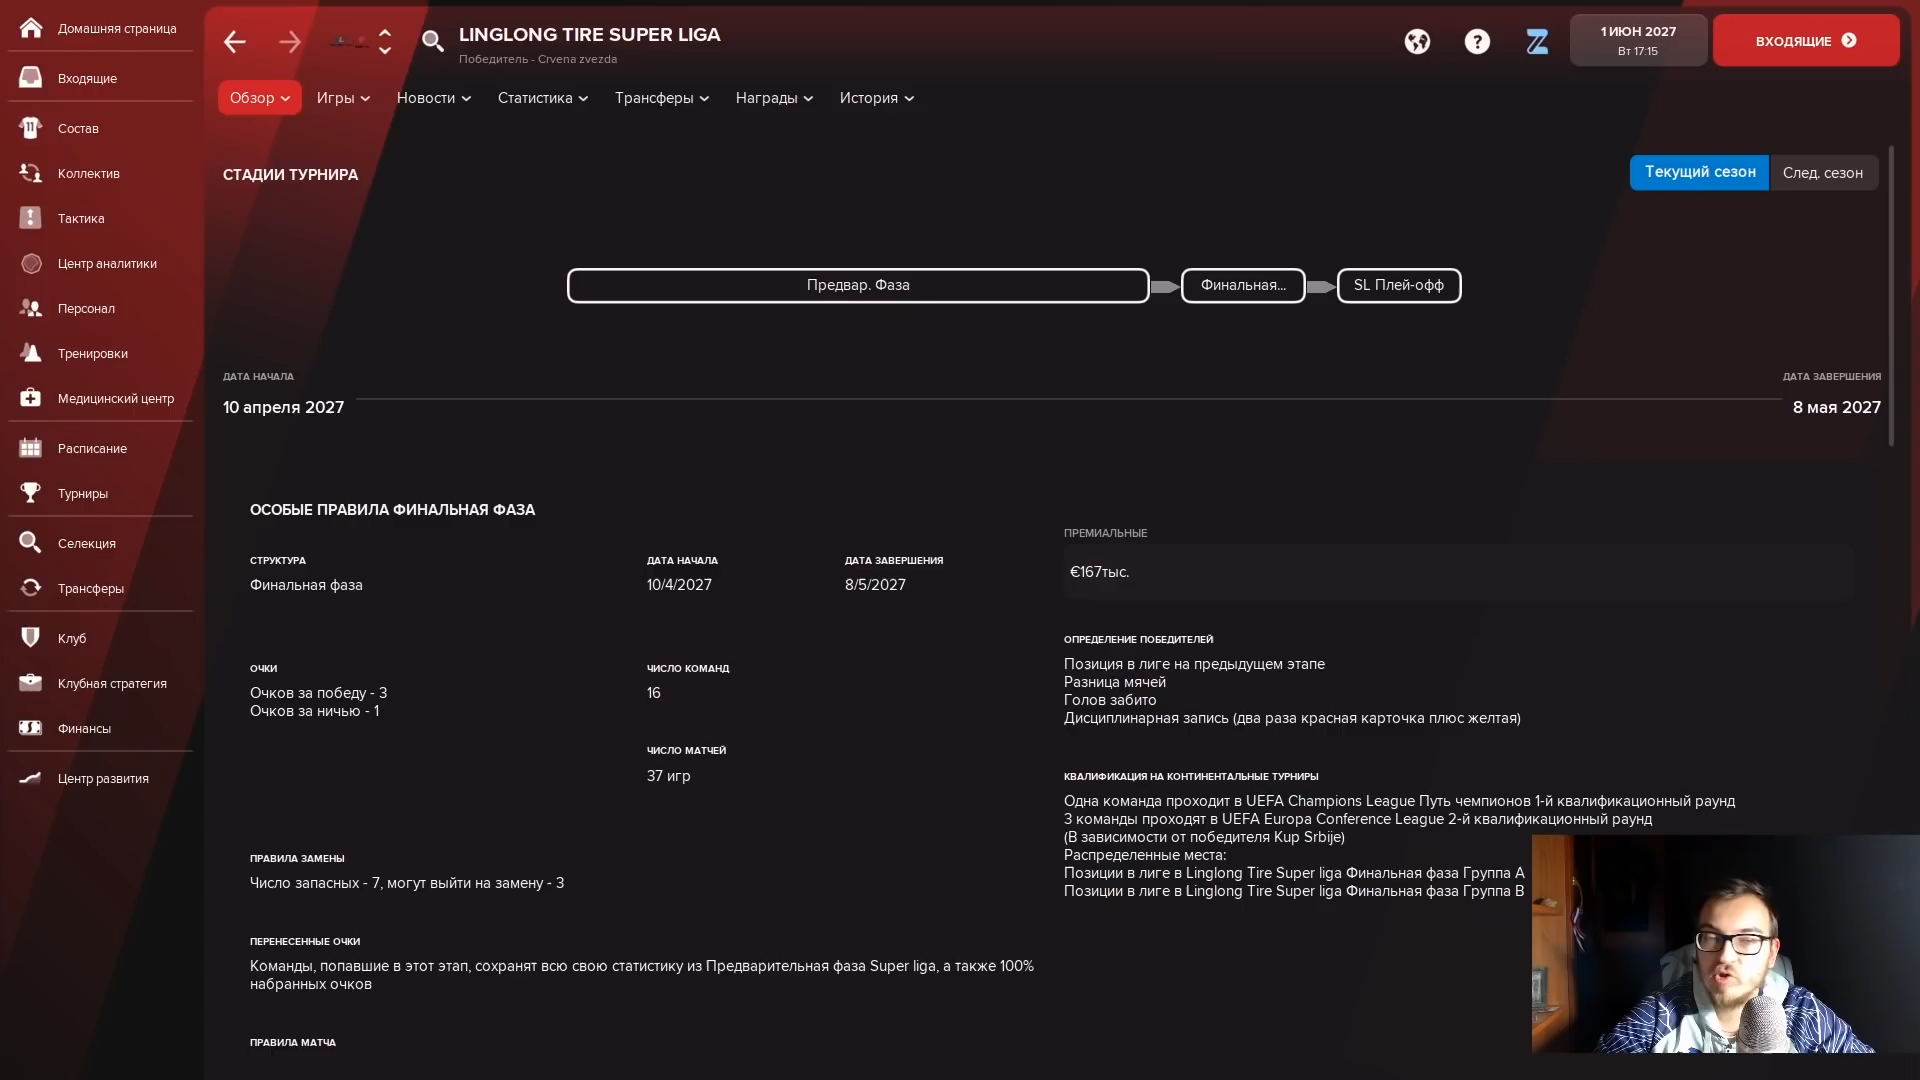 Домашняя страница
Входящие
Состав
Коллектив
Тактика
Центр аналитики
Персонал
Тренировки
Медицинский центр
Расписание
Турниры
Селекция
Трансферы
Клуб
Клубная стратегия
Финансы
Центр развития
LINGLONG TIRE SUPER LIGA
Победитель - Crvena zvezda
1 ИЮН 2027
Вт 17:15
ВХОДЯЩИЕ
Обзор
Игры
Новости
Статистика
Трансферы
Награды
История
СТАДИИ ТУРНИРА
Текущий сезон
След. сезон
Предвар. Фаза
Финальная...
SL Плей-офф
ДАТА НАЧАЛА
10 апреля 2027
ДАТА ЗАВЕРШЕНИЯ
8 мая 2027
ОСОБЫЕ ПРАВИЛА ФИНАЛЬНАЯ ФАЗА
СТРУКТУРА
Финальная фаза
ДАТА НАЧАЛА
10/4/2027
ДАТА ЗАВЕРШЕНИЯ
8/5/2027
ОЧКИ
Очков за победу - 3
Очков за ничью - 1
ЧИСЛО КОМАНД
16
ЧИСЛО МАТЧЕЙ
37 игр
ПРАВИЛА ЗАМЕНЫ
Число запасных - 7, могут выйти на замену - 3
ПЕРЕНЕСЕННЫЕ ОЧКИ
Команды, попавшие в этот этап, сохранят всю свою статистику из Предварительная фаза Super liga, а также 100%
набранных очков
ПРАВИЛА МАТЧА
ПРЕМИАЛЬНЫЕ
€167тыс.
ОПРЕДЕЛЕНИЕ ПОБЕДИТЕЛЕЙ
Позиция в лиге на предыдущем этапе
Разница мячей
Голов забито
Дисциплинарная запись (два раза красная карточка плюс желтая)
КВАЛИФИКАЦИЯ НА КОНТИНЕНТАЛЬНЫЕ ТУРНИРЫ
Одна команда проходит в UEFA Champions League Путь чемпионов 1-й квалификационный раунд
3 команды проходят в UEFA Europa Conference League 2-й квалификационный раунд
(В зависимости от победителя Kup Srbije)
Распределенные места:
Позиции в лиге в Linglong Tire Super liga Финальная фаза Группа A
Позиции в лиге в Linglong Tire Super liga Финальная фаза Группа B